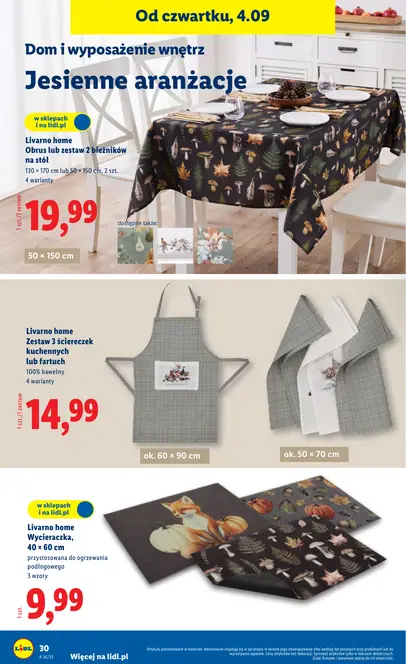 Od czwartku, 4.09
Dom i wyposażenie wnętrz
Jesienne aranżacje
w sklepach
i na lidl.pl
Livarno home
Obrus lub zestaw 2 bieżników
na stół
130 × 170 cm lub 50 × 150 cm, 2 szt.
4 warianty
1 szt./1 zestaw
19,99
dostępne także:
50 × 150 cm
Livarno home
Zestaw 3 ściereczek
kuchennych
lub fartuch
100% bawełny
4 warianty
1 szt./1 zestaw
14,99
ok. 60 × 90 cm
ok. 50 × 70 cm
w sklepach
i na lidl.pl
Livarno home
Wycieraczka,
40 × 60 cm
przystosowana do ogrzewania
podłogowego
3 wzory
1 szt.
9,99
LIDL
30
Więcej na lidl.pl